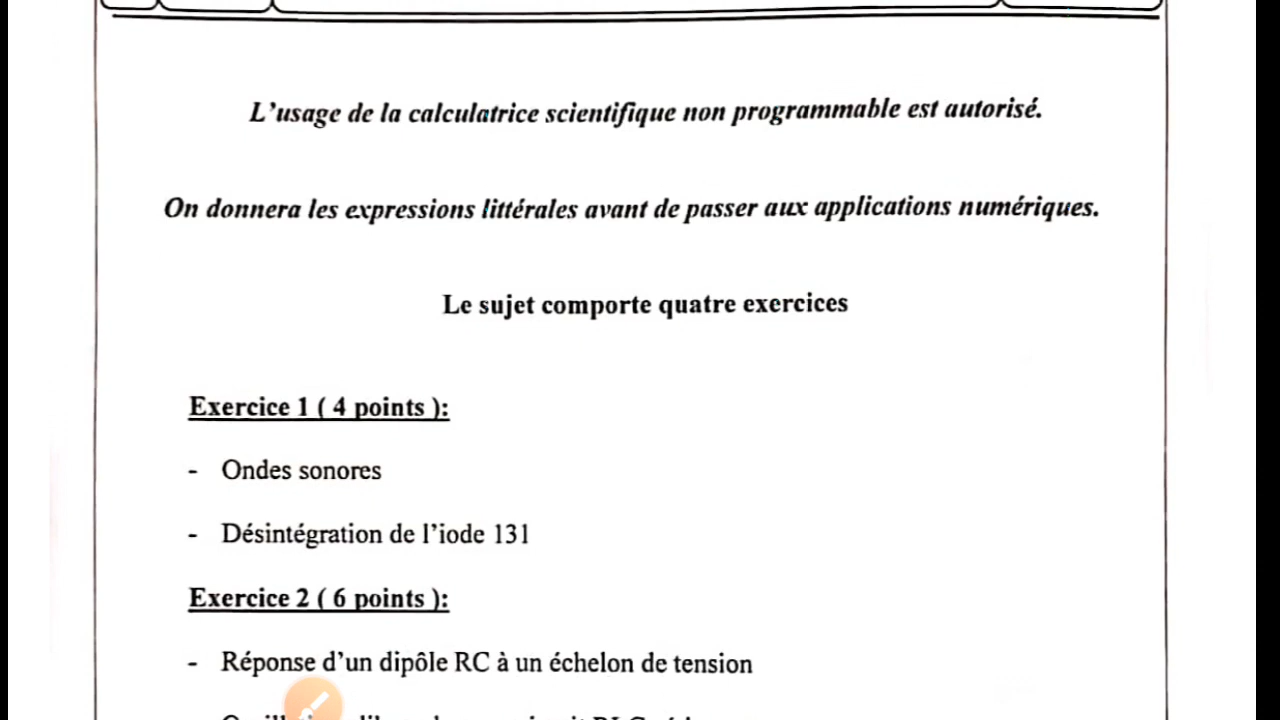 L'usage de la calculatrice scientifique non programmable est autorisé.
On donnera les expressions littérales avant de passer aux applications numériques.
Le sujet comporte quatre exercices
Exercice 1 ( 4 points ):
- Ondes sonores
- Désintégration de l'iode 131
Exercice 2 ( 6 points ):
- Réponse d'un dipôle RC à un échelon de tension